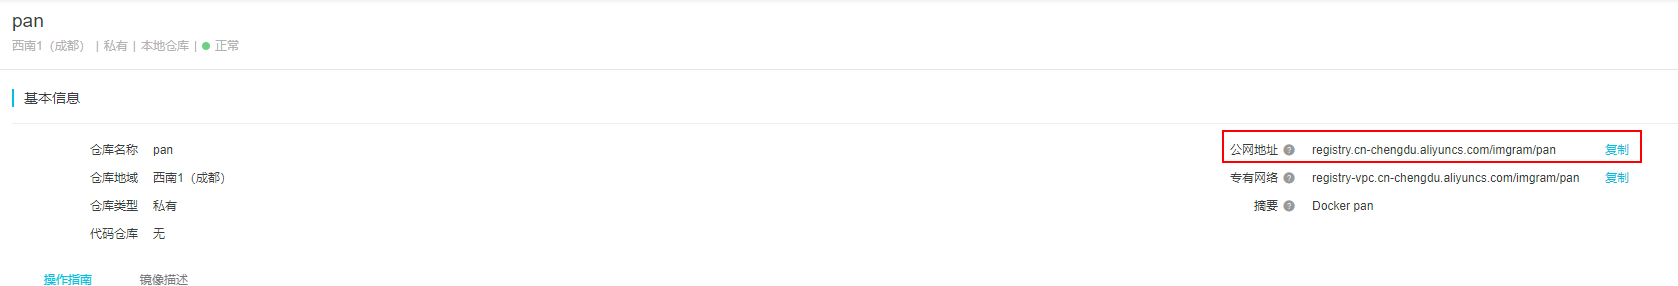 pan
西南1（成都） | 私有 | 本地仓库 | 正常
基本信息
仓库名称 pan
公网地址 ? registry.cn-chengdu.aliyuncs.com/imgram/pan 复制
仓库地域 西南1（成都）
专有网络 ? registry-vpc.cn-chengdu.aliyuncs.com/imgram/pan 复制
仓库类型 私有
摘要 ? Docker pan
代码仓库 无
操作指南 镜像描述